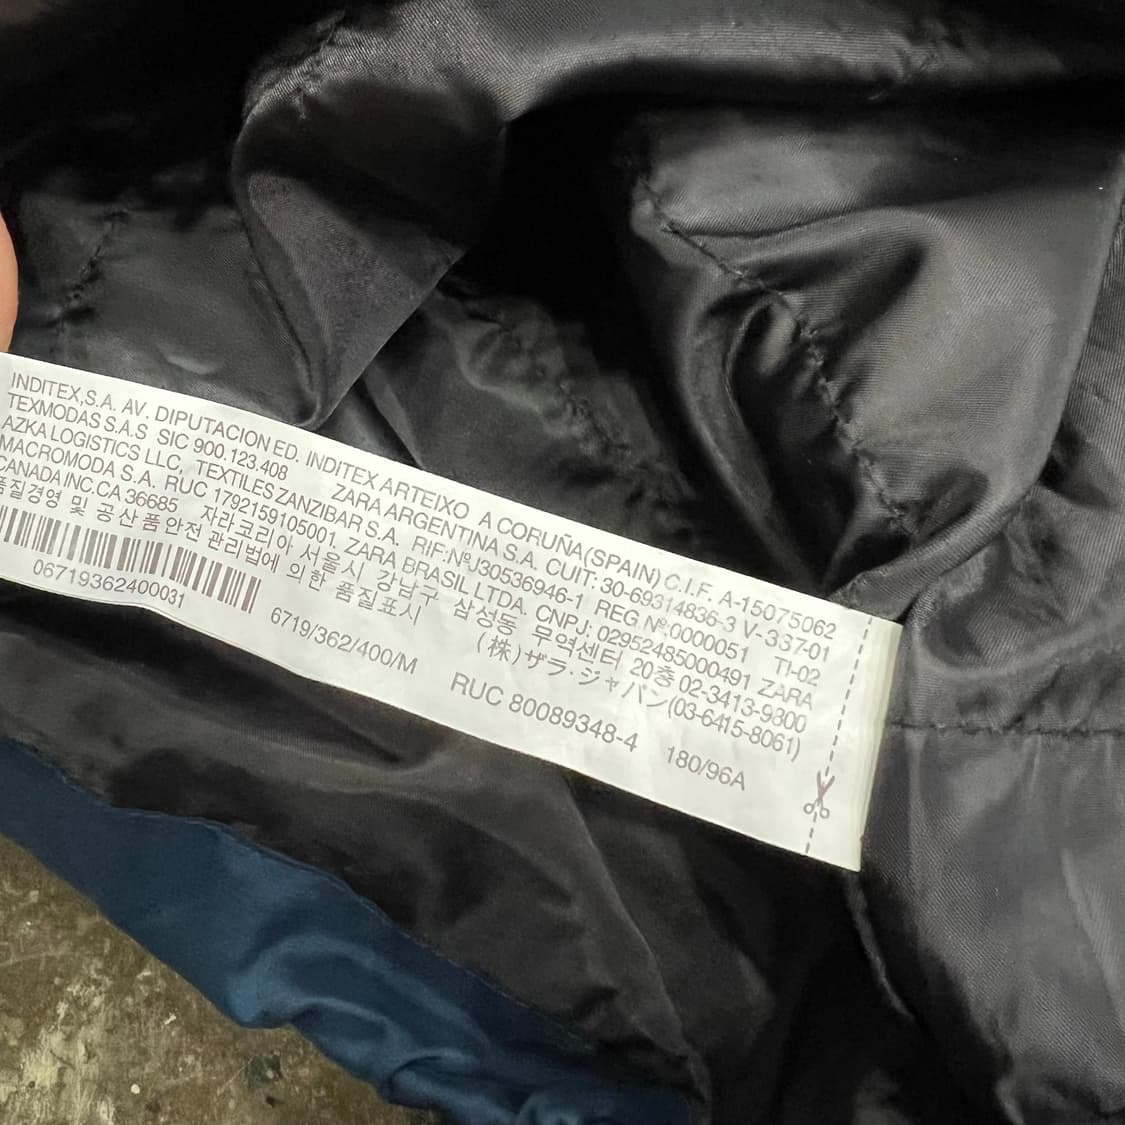 INDITEX,S.A. AV. DIPUTACION ED. INDITEX ARTEIXO A CORUÑA(SPAIN) C.I.F. A-15075062
TEXMODAS S.A.S SIC 900.123.408 ZARA ARGENTINA S.A. CUIT: 30-69314836-3 V-337-01
AZKA LOGISTICS LLC, TEXTILES ZANZIBAR S.A. RIF:NºJ30536946-1 REG Nº:0000051 TI-02
MACROMODA S.A. RUC 1792159105001, ZARA BRASIL LTDA. CNPJ: 02952485000491 ZARA
CANADA INC. CA 36685 자라코리아 서울시 강남구 삼성동 무역센터 20층 02-3413-9800
품질경영 및 공산품안전 관리법에 의한 품질표시 (株)ザラ・ジャパン(03-6415-8061)
06719362400031 6719/362/400/M RUC 80089348-4 180/96A